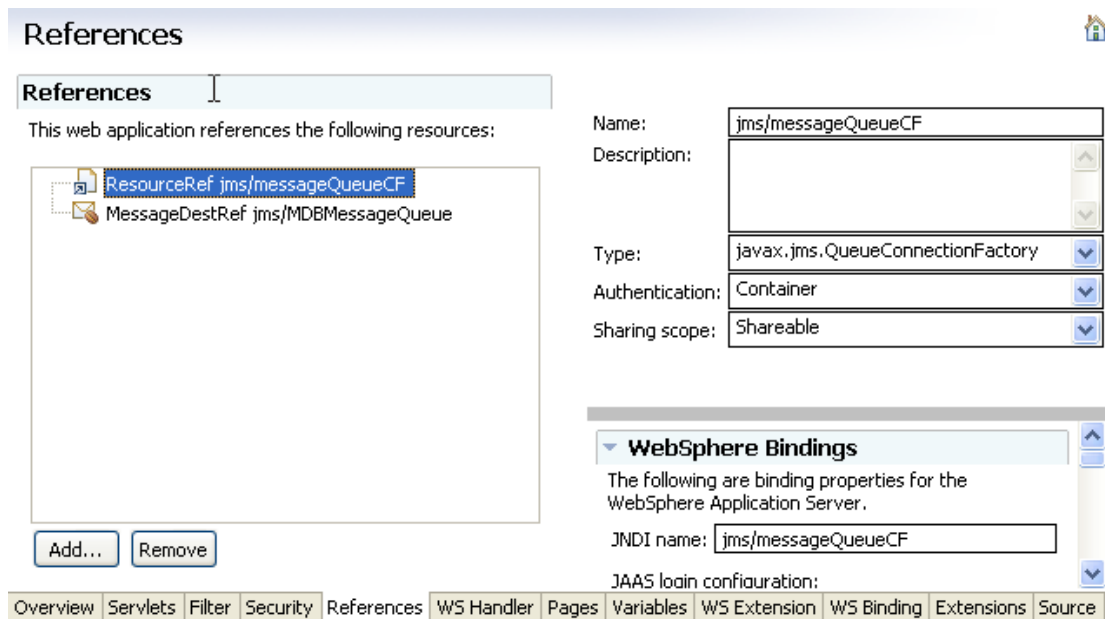 References
References
This web application references the following resources:
ResourceRef jms/messageQueueCF
MessageDestRef jms/MDBMessageQueue
Add...
Remove
Name: jms/messageQueueCF
Description:
Type: javax.jms.QueueConnectionFactory
Authentication: Container
Sharing scope: Shareable
WebSphere Bindings
The following are binding properties for the
WebSphere Application Server.
JNDI name: jms/messageQueueCF
JAAS login configuration:
Overview Servlets Filter Security References WS Handler Pages Variables WS Extension WS Binding Extensions Source